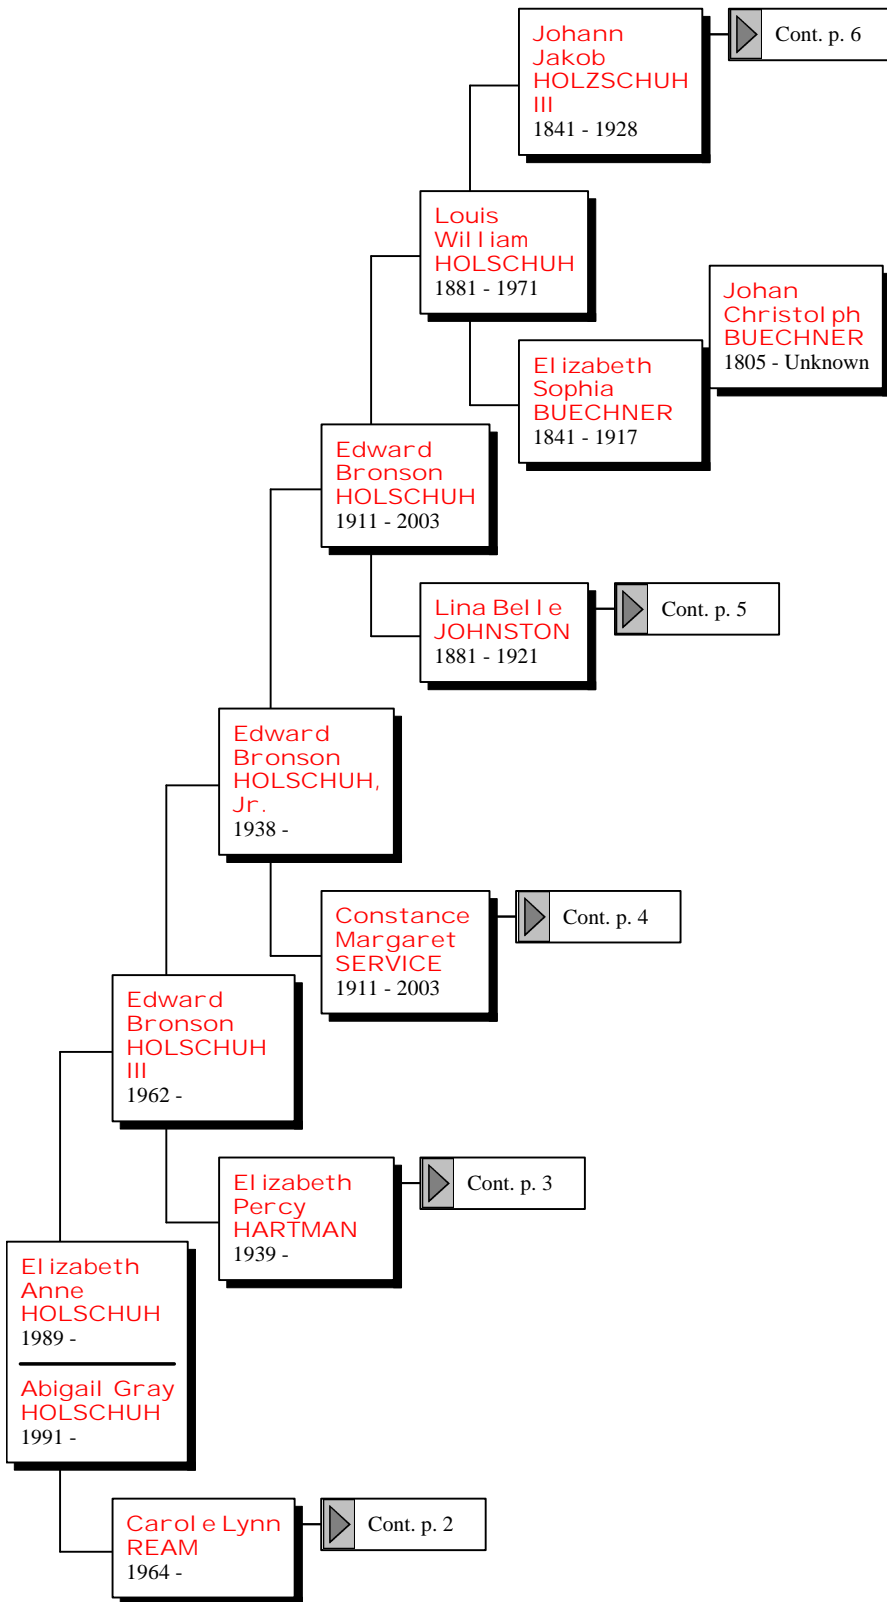 Johann
Jakob
HOLZSCHUH
III
1841 - 1928
Cont. p. 6
Louis
William
HOLSCHUH
1881 - 1971
Johan
Christolph
BUECHNER
1805 - Unknown
Elizabeth
Sophia
BUECHNER
1841 - 1917
Edward
Bronson
HOLSCHUH
1911 - 2003
Lina Belle
JOHNSTON
1881 - 1921
Cont. p. 5
Edward
Bronson
HOLSCHUH,
Jr.
1938 -
Constance
Margaret
SERVICE
1911 - 2003
Cont. p. 4
Edward
Bronson
HOLSCHUH
III
1962 -
Elizabeth
Percy
HARTMAN
1939 -
Cont. p. 3
Elizabeth
Anne
HOLSCHUH
1989 -
Abigail Gray
HOLSCHUH
1991 -
Carole Lynn
REAM
1964 -
Cont. p. 2